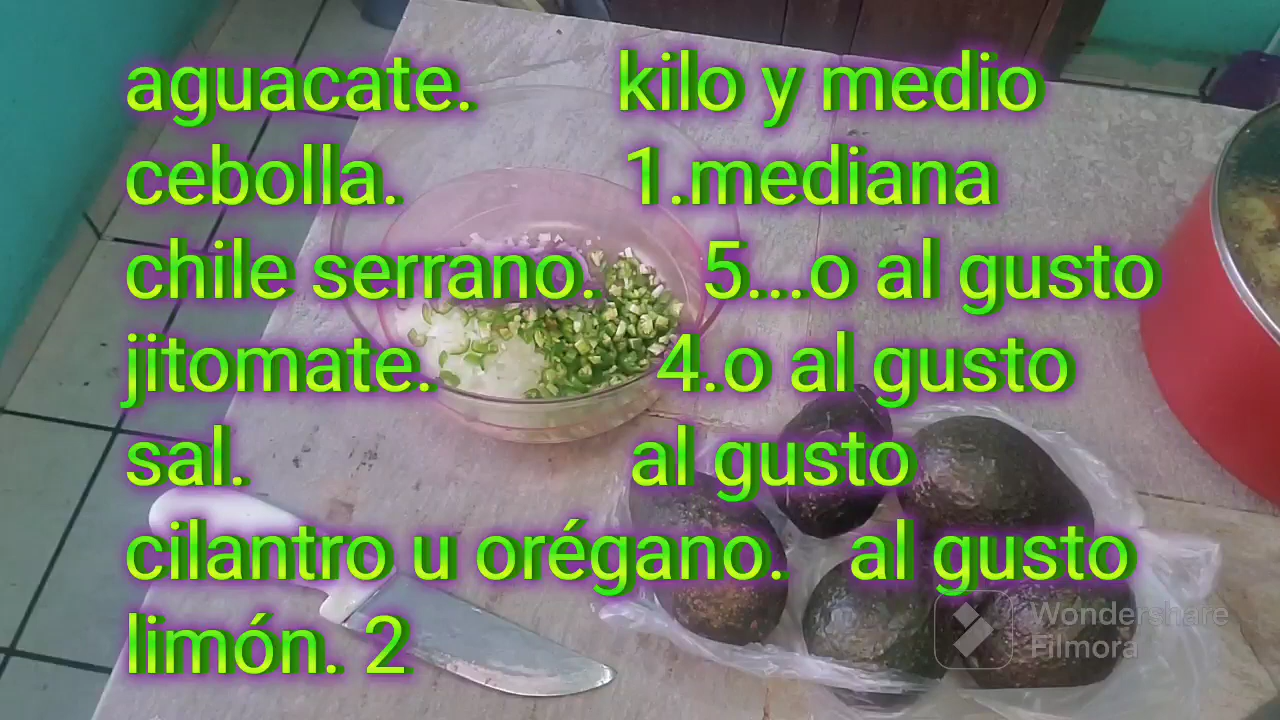 aguacate. kilo y medio
cebolla. 1.mediana
chile serrano. 5...o al gusto
jitomate. 4.o al gusto
sal. al gusto
cilantro u orégano. al gusto
limón. 2
Wondershare
Filmora